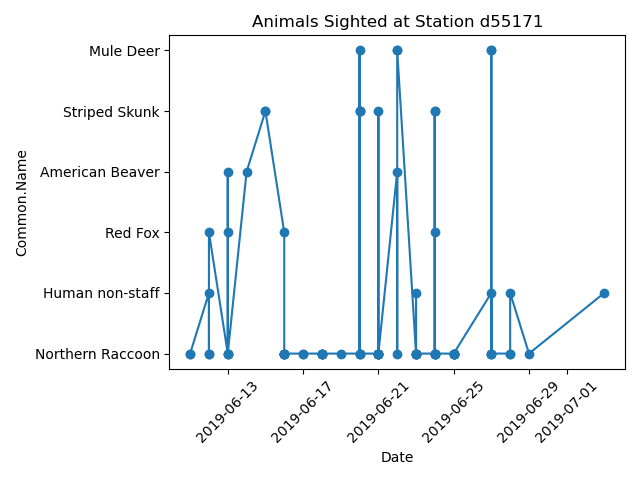 Animals Sighted at Station d55171
Mule Deer
Striped Skunk
American Beaver
Red Fox
Human non-staff
Northern Raccoon
Common.Name
2019-06-13
2019-06-17
2019-06-21
2019-06-25
2019-06-29
2019-07-01
Date